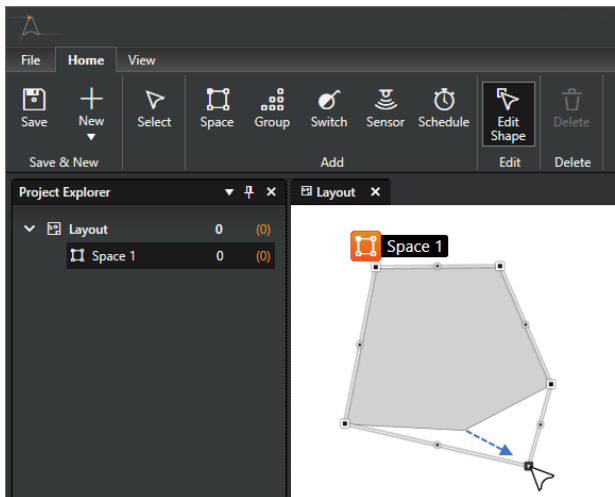 File Home View
Save New Select Space Group Switch Sensor Schedule Edit Shape Delete
Save & New Add Edit Delete
Project Explorer
Layout
Layout 0 (0)
Space 1 0 (0)
Space 1